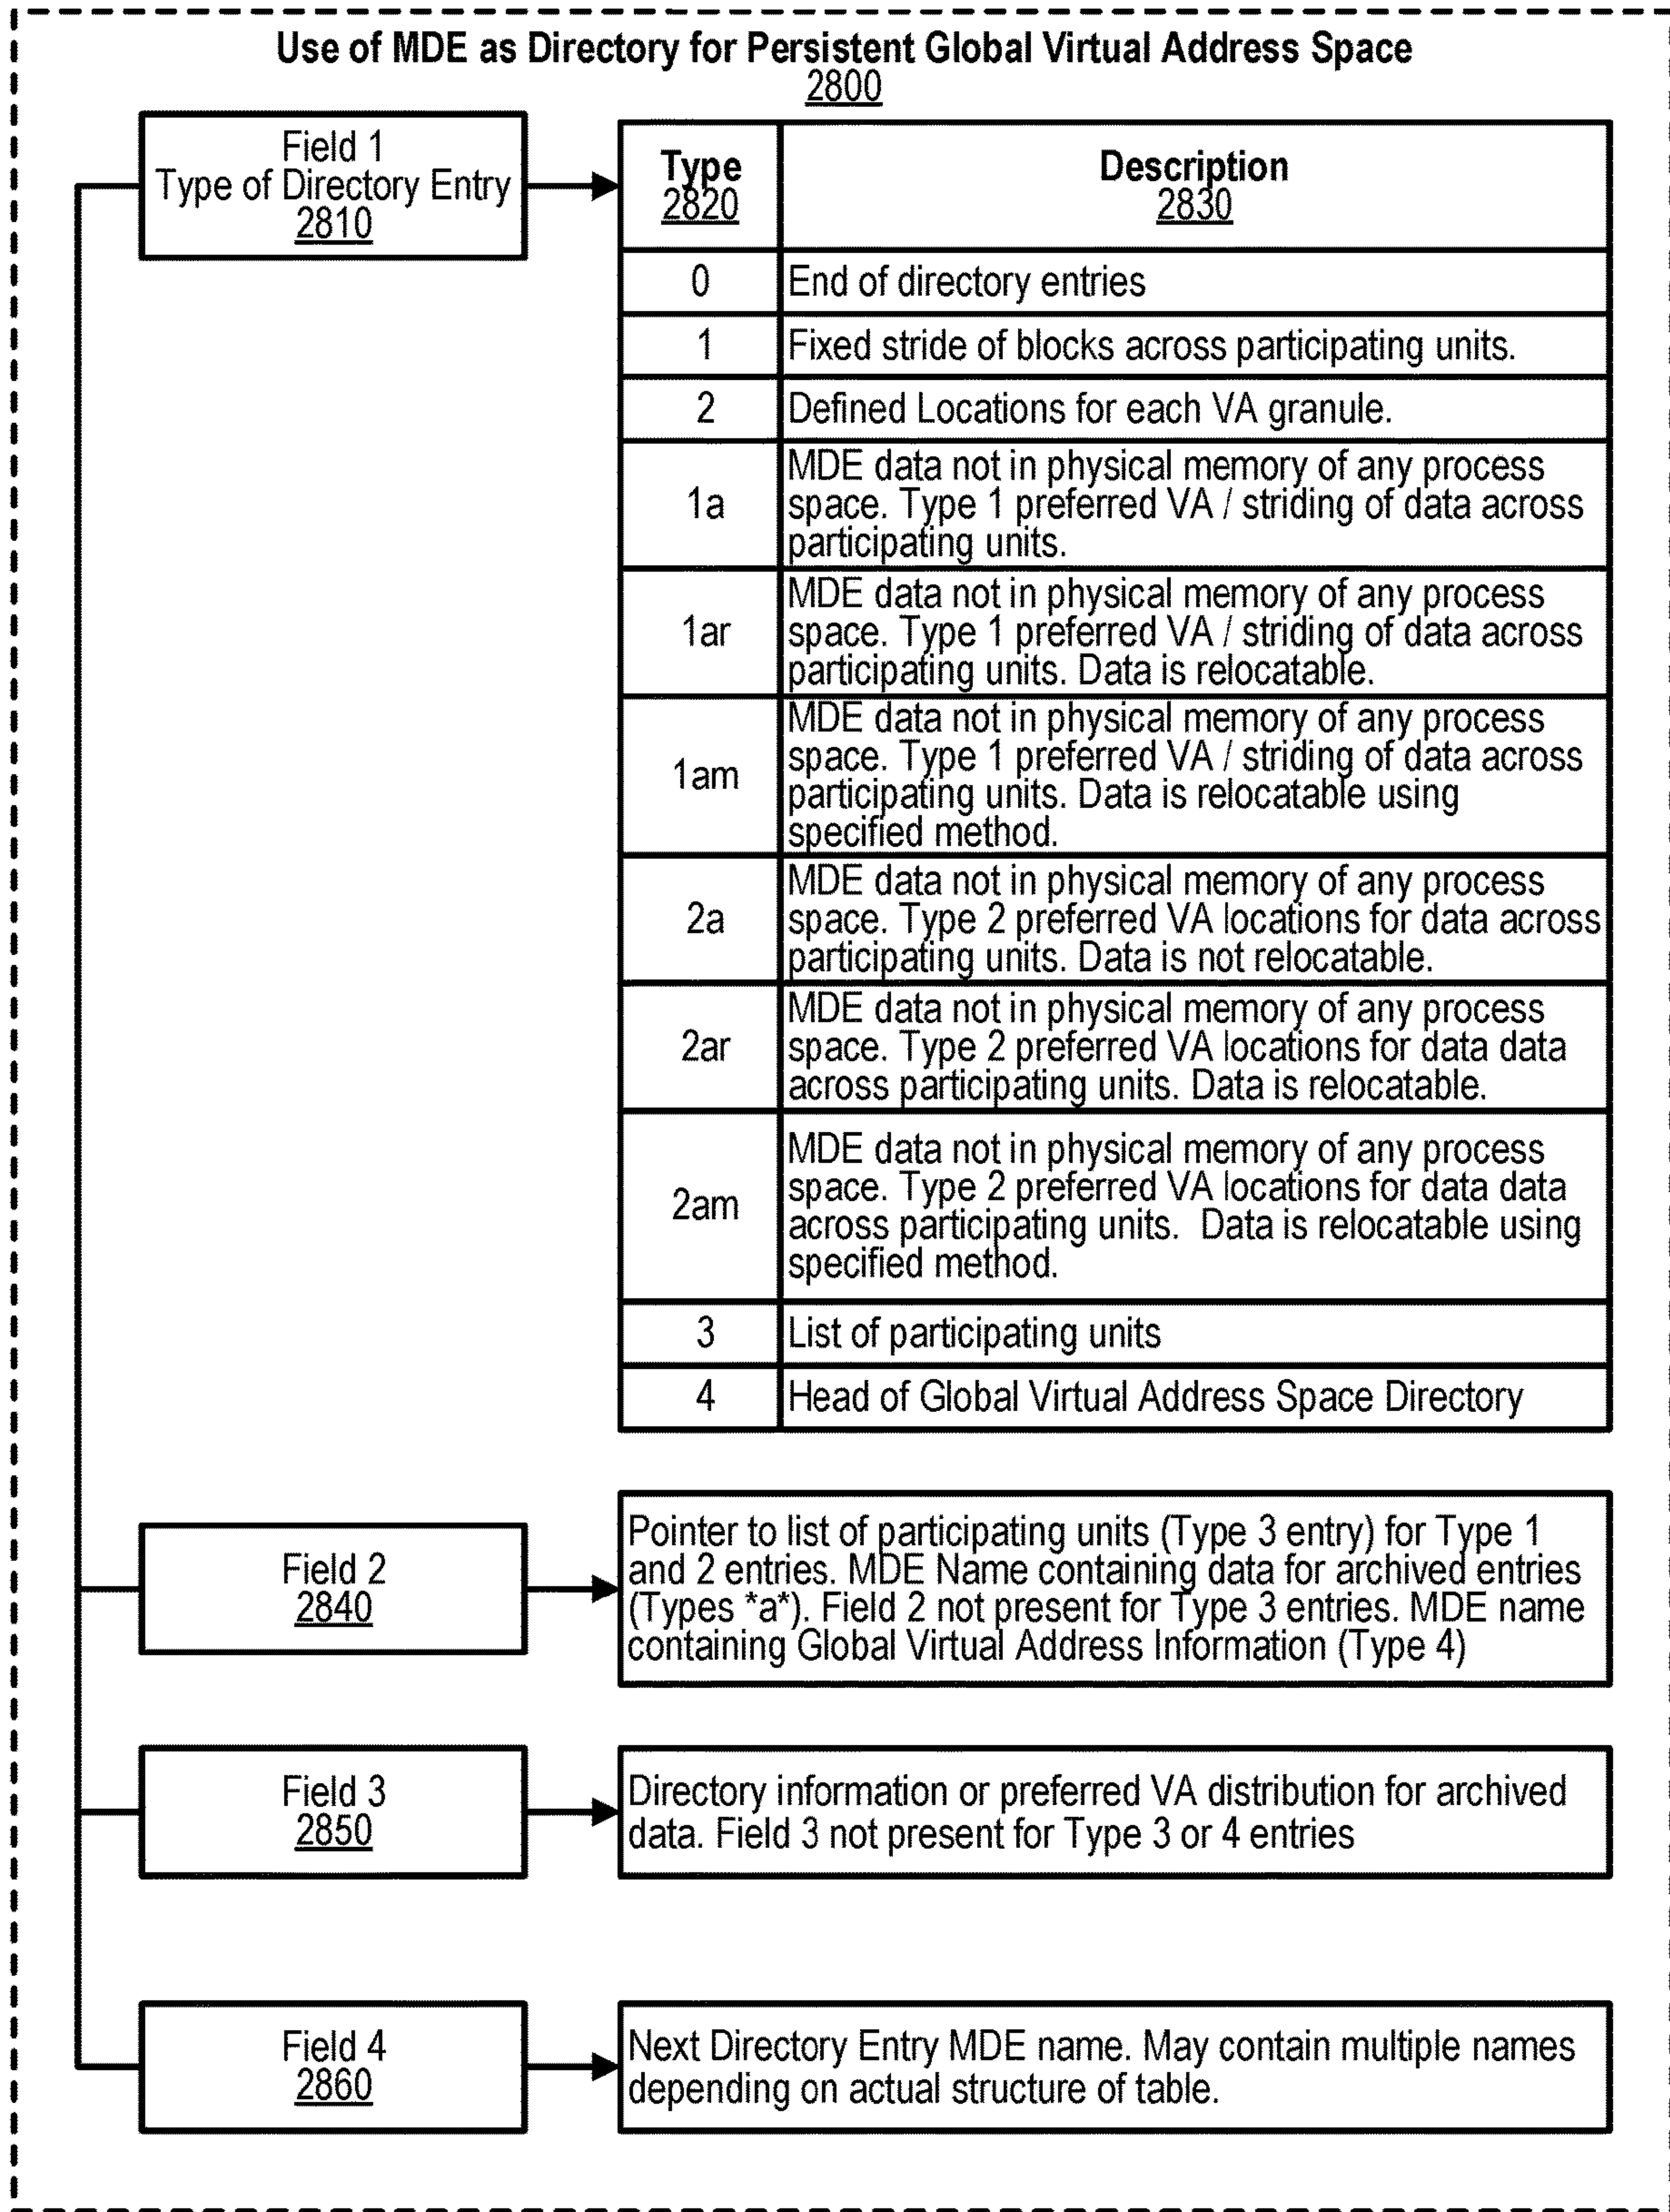 Use of MDE as Directory for Persistent Global Virtual Address Space
2800
Field 1
Type of Directory Entry
2810
Type
2820
Description
2830
0
End of directory entries
1
Fixed stride of blocks across participating units.
2
Defined Locations for each VA granule.
1a
MDE data not in physical memory of any process
space. Type 1 preferred VA / striding of data across
participating units.
1ar
MDE data not in physical memory of any process
space. Type 1 preferred VA / striding of data across
participating units. Data is relocatable.
1am
MDE data not in physical memory of any process
space. Type 1 preferred VA / striding of data across
participating units. Data is relocatable using
specified method.
2a
MDE data not in physical memory of any process
space. Type 2 preferred VA locations for data across
participating units. Data is not relocatable.
2ar
MDE data not in physical memory of any process
space. Type 2 preferred VA locations for data data
across participating units. Data is relocatable.
2am
MDE data not in physical memory of any process
space. Type 2 preferred VA locations for data data
across participating units. Data is relocatable using
specified method.
3
List of participating units
4
Head of Global Virtual Address Space Directory
Field 2
2840
Pointer to list of participating units (Type 3 entry) for Type 1
and 2 entries. MDE Name containing data for archived entries
(Types *a*). Field 2 not present for Type 3 entries. MDE name
containing Global Virtual Address Information (Type 4)
Field 3
2850
Directory information or preferred VA distribution for archived
data. Field 3 not present for Type 3 or 4 entries
Field 4
2860
Next Directory Entry MDE name. May contain multiple names
depending on actual structure of table.